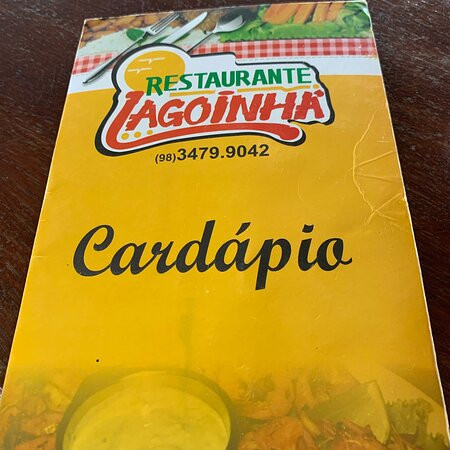 RESTAURANTE
LAGOINHA
(98)3479.9042
Cardápio